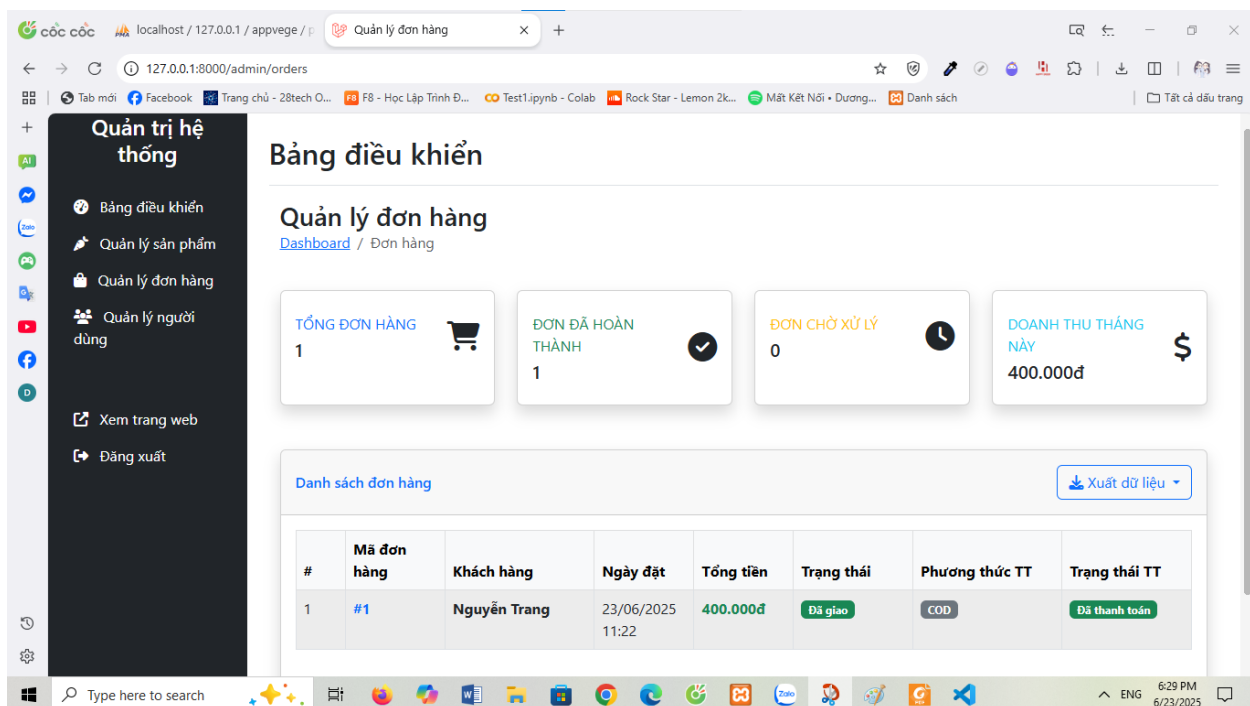 cốc cốc
localhost / 127.0.0.1 / appvege / p
Quản lý đơn hàng
127.0.0.1:8000/admin/orders
Tab mới
Facebook
Trang chủ - 28tech O...
F8
F8 - Học Lập Trình Đ...
CO
Test1.ipynb - Colab
Rock Star - Lemon 2k...
Mất Kết Nối • Dương...
Danh sách
Tất cả dấu trang
AI
Zalo
D
Quản trị hệ
thống
Bảng điều khiển
Quản lý sản phẩm
Quản lý đơn hàng
Quản lý người
dùng
Xem trang web
Đăng xuất
Bảng điều khiển
Quản lý đơn hàng
Dashboard / Đơn hàng
TỔNG ĐƠN HÀNG
1
ĐƠN ĐÃ HOÀN
THÀNH
1
ĐƠN CHỜ XỬ LÝ
0
DOANH THU THÁNG
NÀY
400.000đ
Danh sách đơn hàng
Xuất dữ liệu
# Mã đơn hàng Khách hàng Ngày đặt Tổng tiền Trạng thái Phương thức TT Trạng thái TT
1 #1 Nguyễn Trang 23/06/2025 11:22 400.000đ Đã giao COD Đã thanh toán
Type here to search
Zalo
ENG
6:29 PM
6/23/2025